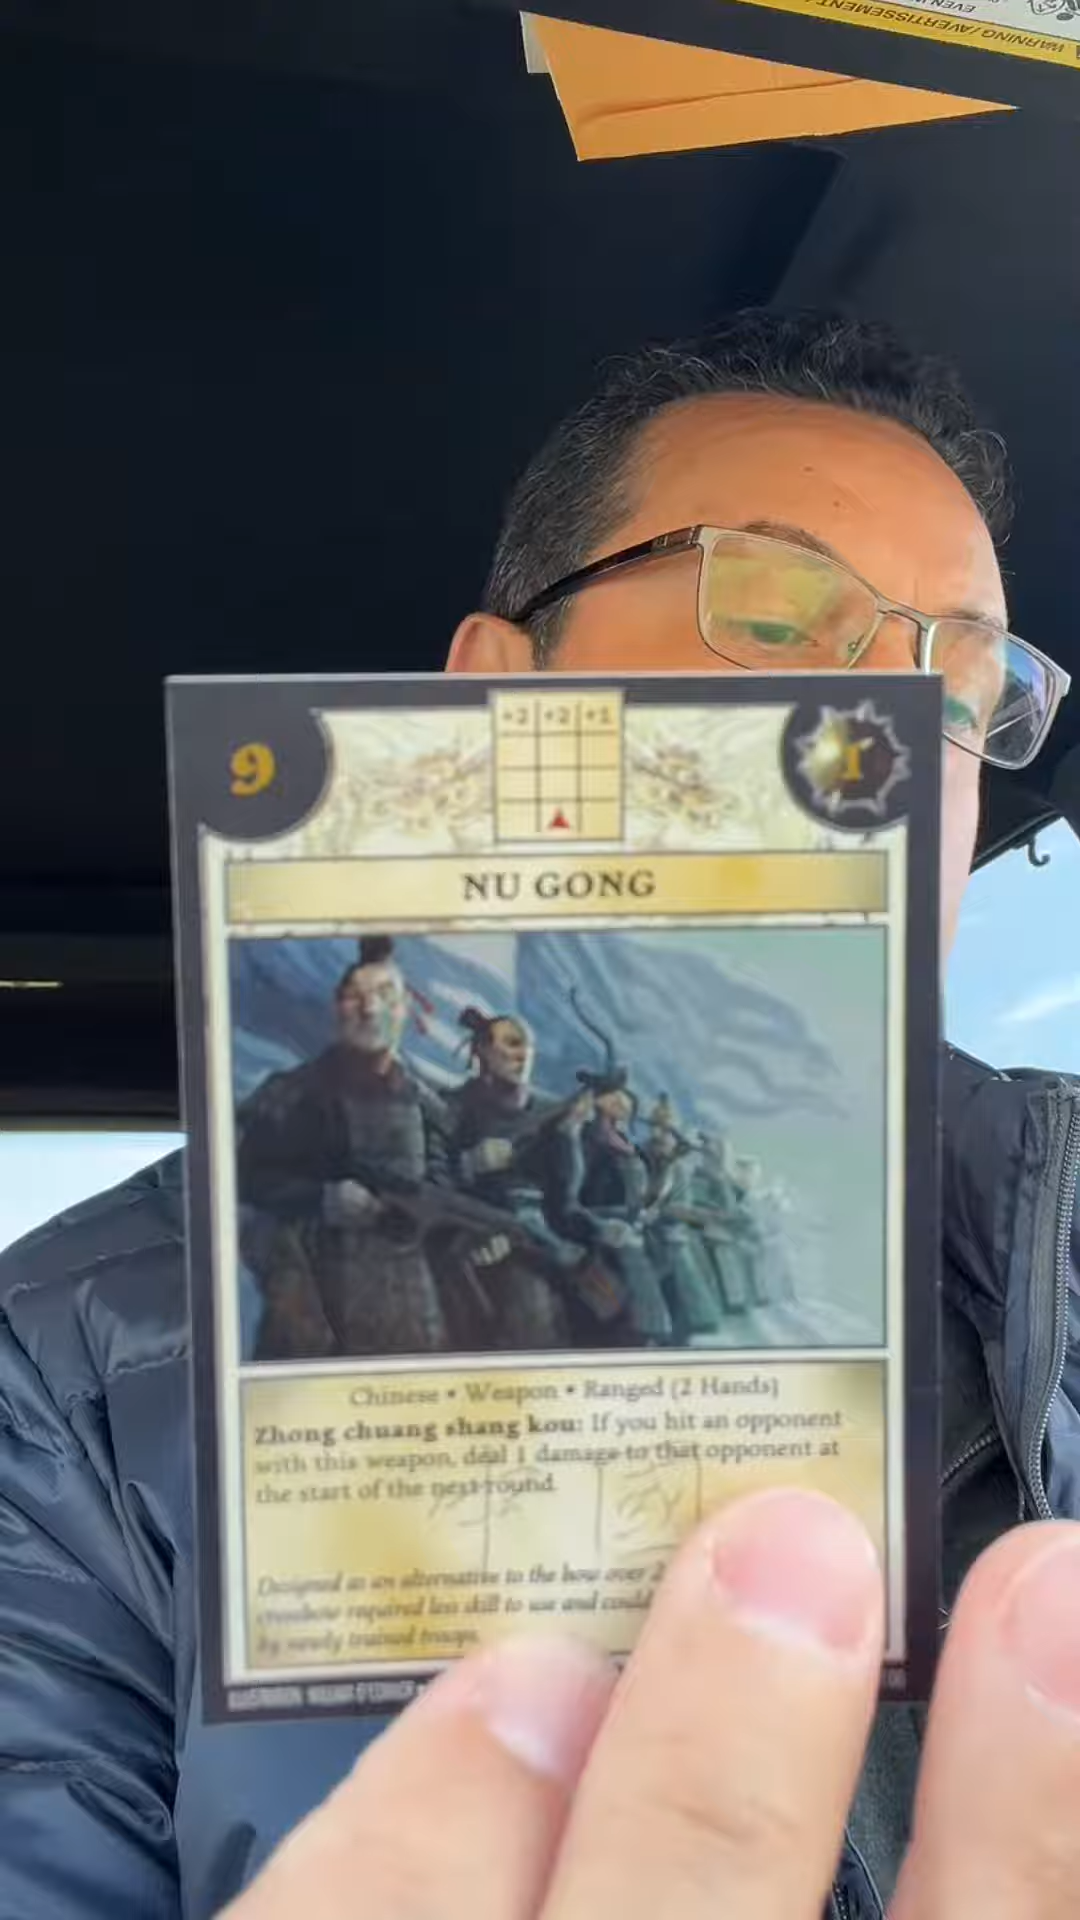 WARNING / AVERTISSEMENT /
9
+2 +2 +1
1
NU GONG
Chinese • Weapon • Ranged (2 Hands)
Zhong chuang shang kou: If you hit an opponent
with this weapon, deal 1 damage to that opponent at
the start of the next round.
Designed as an alternative to the bow over 2
crossbow required less skill to use and could
by newly trained troops.
ILLUSTRATION: WILLIAM O'CONNOR